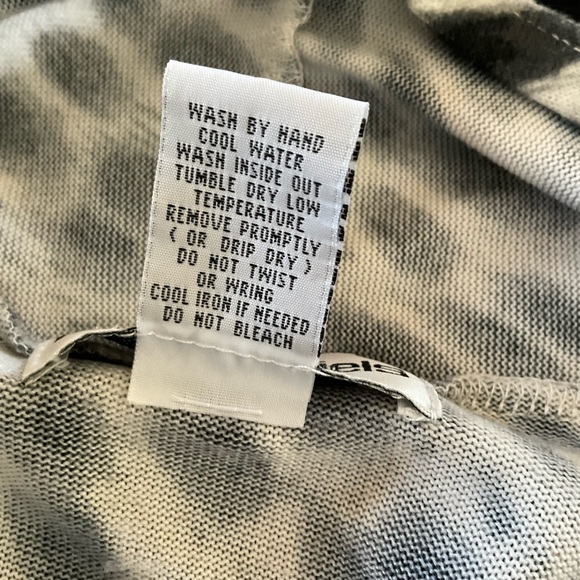 WASH BY HAND
COOL WATER
WASH INSIDE OUT
TUMBLE DRY LOW
TEMPERATURE
REMOVE PROMPTLY
( OR DRIP DRY )
DO NOT TWIST
OR WRING
COOL IRON IF NEEDED
DO NOT BLEACH